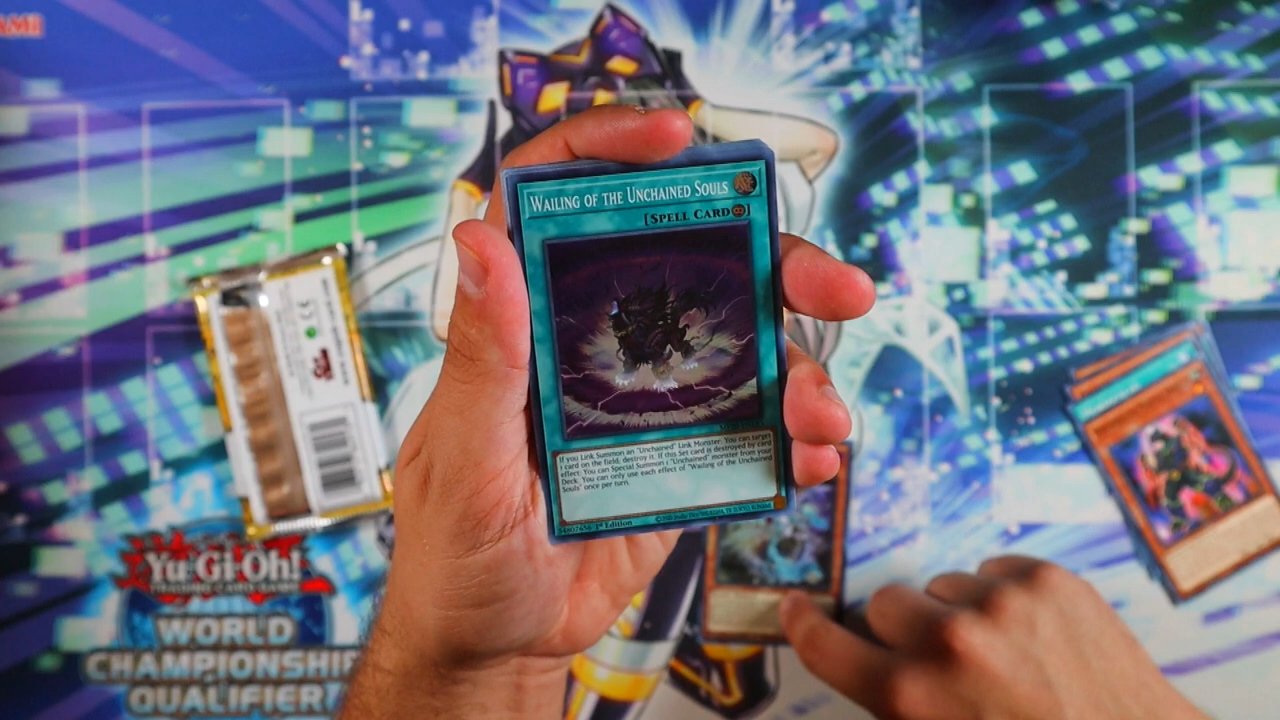 WAILING OF THE UNCHAINED SOULS
[SPELL CARD]
If you Link Summon an "Unchained" Link Monster: You can target
1 card on the field; destroy it. If this Set card is destroyed by card
effect: You can Special Summon 1 "Unchained" monster from your
Deck. You can only use each effect of "Wailing of the Unchained
Souls" once per turn.
1st Edition
Yu-Gi-Oh!
TRADING CARD GAME
WORLD
CHAMPIONSHIP
QUALIFIER